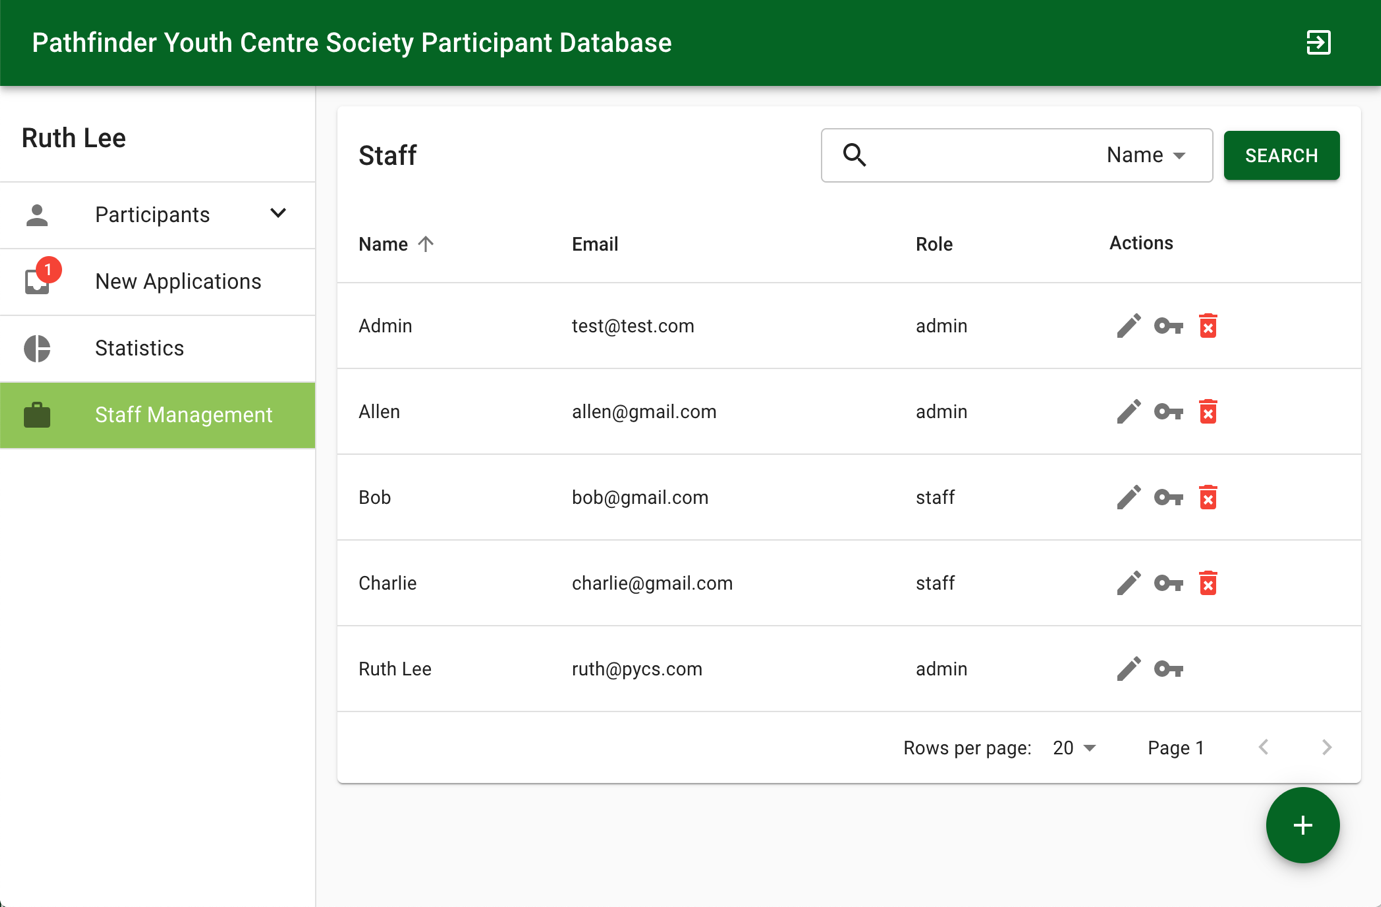 Pathfinder Youth Centre Society Participant Database
Ruth Lee
Participants
1
New Applications
Statistics
Staff Management
Staff
Name
SEARCH
Name Email Role Actions
Admin test@test.com admin
Allen allen@gmail.com admin
Bob bob@gmail.com staff
Charlie charlie@gmail.com staff
Ruth Lee ruth@pycs.com admin
Rows per page: 20 Page 1